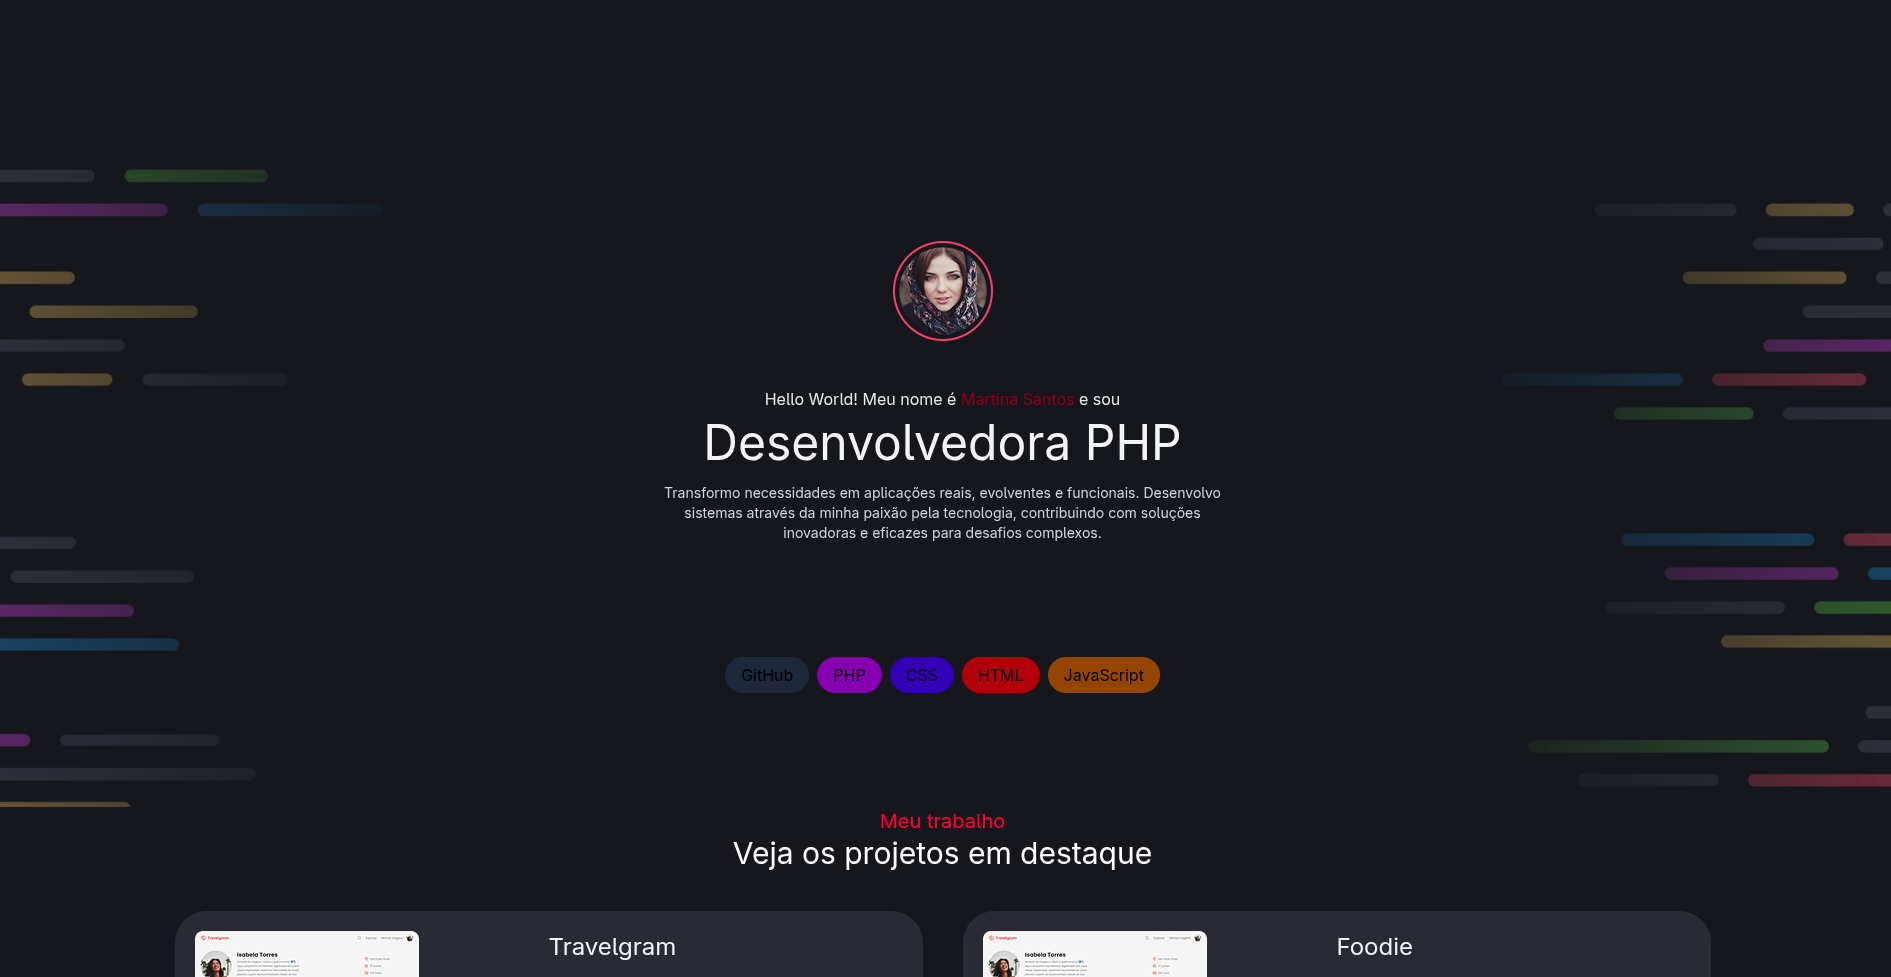 Hello World! Meu nome é Martina Santos e sou
Desenvolvedora PHP
Transformo necessidades em aplicações reais, evolventes e funcionais. Desenvolvo
sistemas através da minha paixão pela tecnologia, contribuindo com soluções
inovadoras e eficazes para desafios complexos.
GitHub PHP CSS HTML JavaScript
Meu trabalho
Veja os projetos em destaque
Travelgram
Travelgram
Isabela Torres
Foodie
Travelgram
Isabela Torres